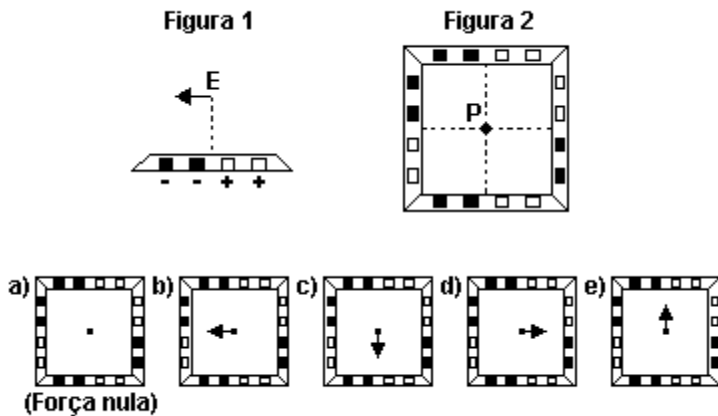 Figura 1
Figura 2
E
- - + +
P
a)
b)
c)
d)
e)
(Força nula)